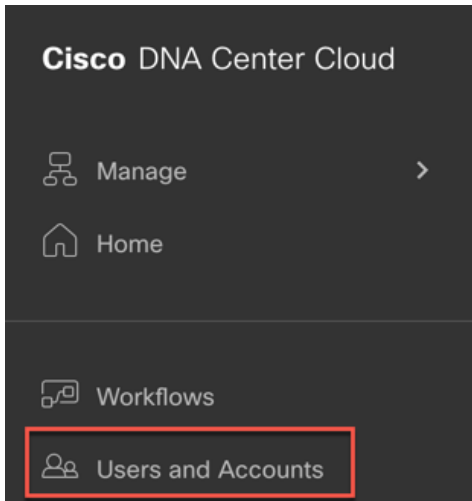 Cisco DNA Center Cloud
Manage
Home
Workflows
Users and Accounts